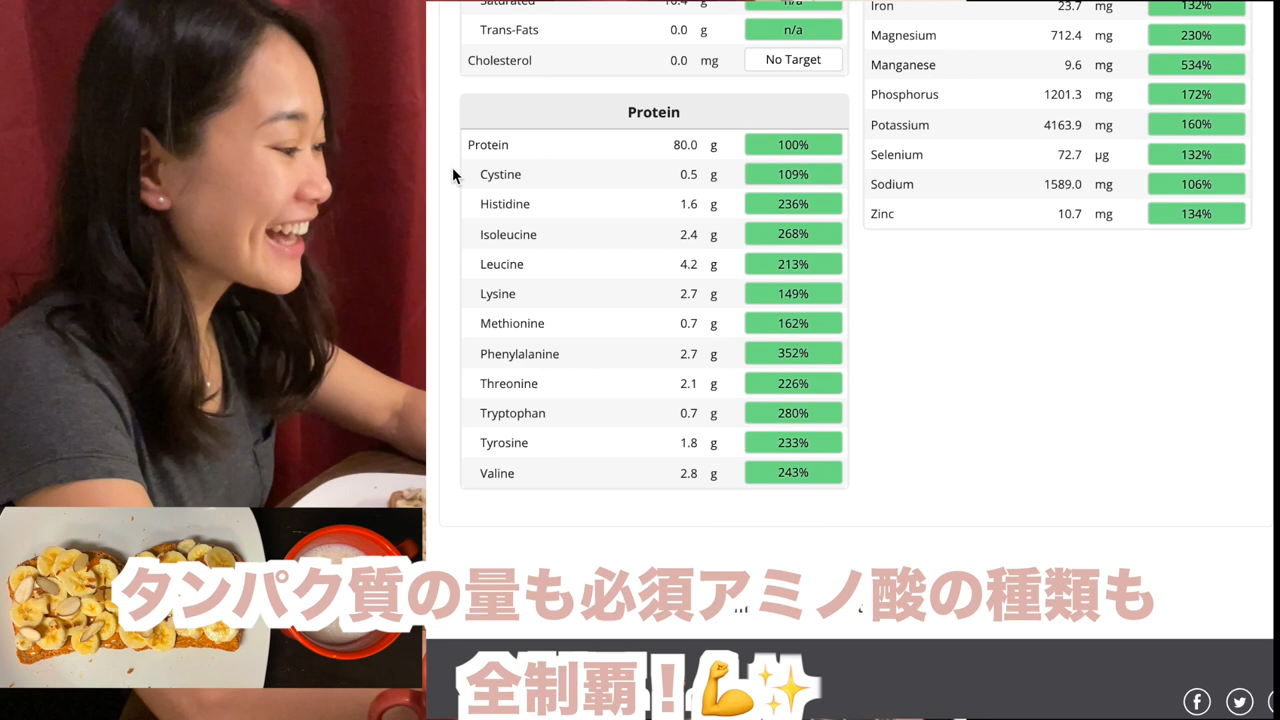 Saturated
n/a
Trans-Fats 0.0 g n/a
Cholesterol 0.0 mg No Target
Protein
Protein 80.0 g 100%
Cystine 0.5 g 109%
Histidine 1.6 g 236%
Isoleucine 2.4 g 268%
Leucine 4.2 g 213%
Lysine 2.7 g 149%
Methionine 0.7 g 162%
Phenylalanine 2.7 g 352%
Threonine 2.1 g 226%
Tryptophan 0.7 g 280%
Tyrosine 1.8 g 233%
Valine 2.8 g 243%
Iron 23.7 mg 132%
Magnesium 712.4 mg 230%
Manganese 9.6 mg 534%
Phosphorus 1201.3 mg 172%
Potassium 4163.9 mg 160%
Selenium 72.7 µg 132%
Sodium 1589.0 mg 106%
Zinc 10.7 mg 134%
タンパク質の量も必須アミノ酸の種類も
全制覇！💪✨